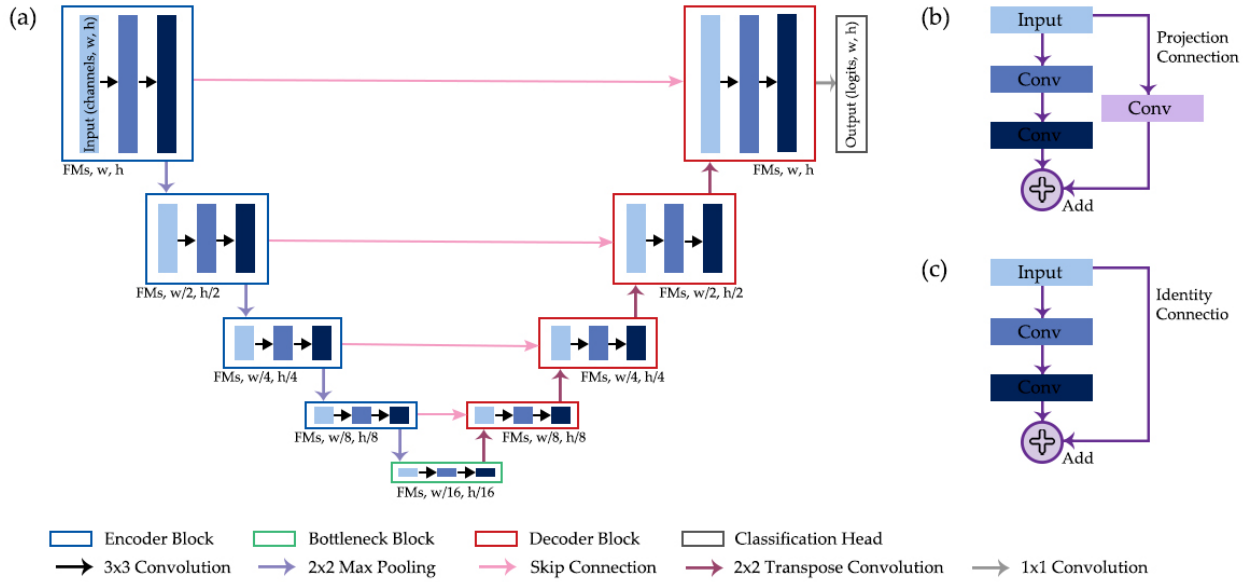 (a)
Input (channels, w, h)
FMs, w, h
FMs, w/2, h/2
FMs, w/4, h/4
FMs, w/8, h/8
FMs, w/16, h/16
FMs, w/8, h/8
FMs, w/4, h/4
FMs, w/2, h/2
FMs, w, h
Output (logits, w, h)
(b)
Input
Projection
Connection
Conv
Conv
Conv
Add
(c)
Input
Identity
Connectio
Conv
Conv
Add
Encoder Block
Bottleneck Block
Decoder Block
Classification Head
3x3 Convolution
2x2 Max Pooling
Skip Connection
2x2 Transpose Convolution
1x1 Convolution